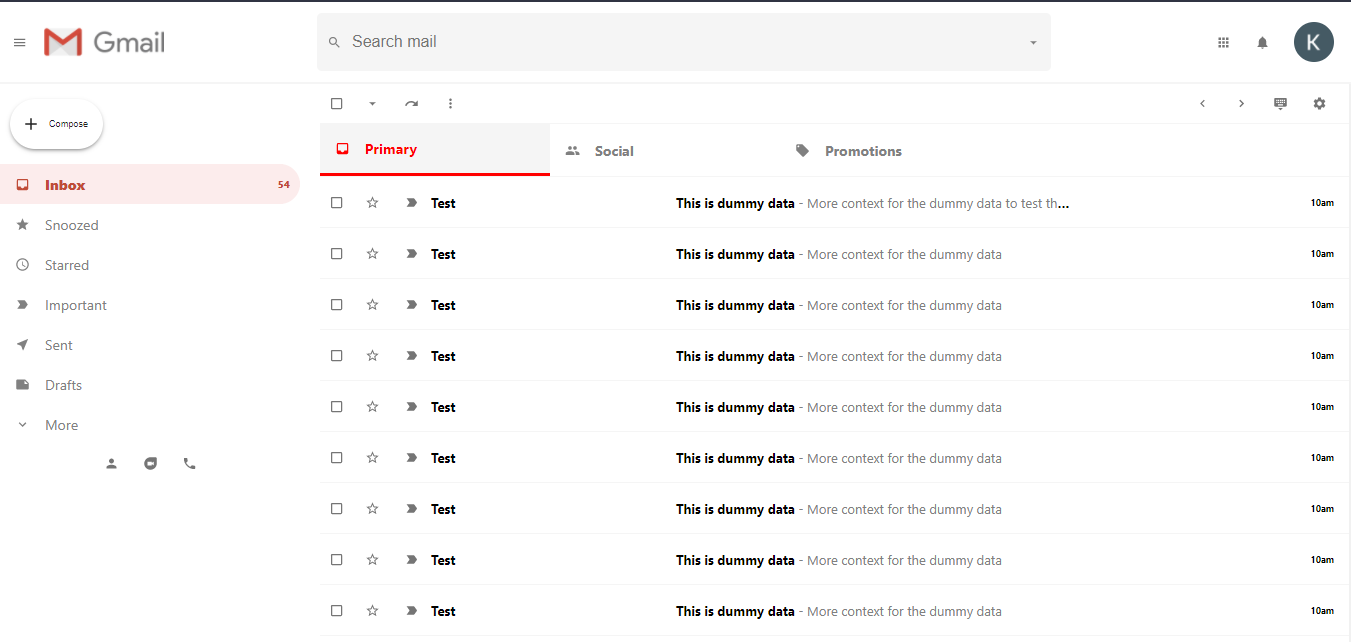 Gmail
Search mail
K
Compose
Inbox 54
Snoozed
Starred
Important
Sent
Drafts
More
Primary Social Promotions
Test This is dummy data - More context for the dummy data to test th... 10am
Test This is dummy data - More context for the dummy data 10am
Test This is dummy data - More context for the dummy data 10am
Test This is dummy data - More context for the dummy data 10am
Test This is dummy data - More context for the dummy data 10am
Test This is dummy data - More context for the dummy data 10am
Test This is dummy data - More context for the dummy data 10am
Test This is dummy data - More context for the dummy data 10am
Test This is dummy data - More context for the dummy data 10am